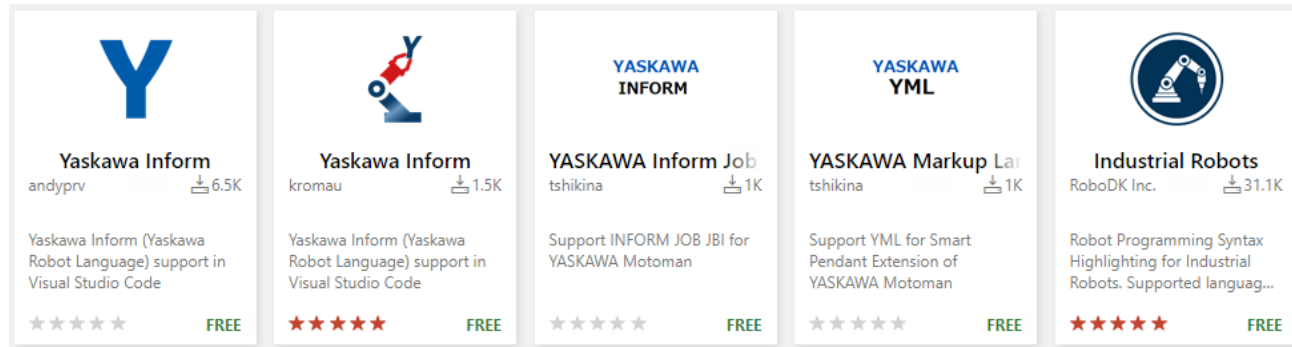 Y
Yaskawa Inform
andyprv 6.5K
Yaskawa Inform (Yaskawa
Robot Language) support in
Visual Studio Code
FREE
Y
Yaskawa Inform
kromau 1.5K
Yaskawa Inform (Yaskawa
Robot Language) support in
Visual Studio Code
FREE
YASKAWA
INFORM
YASKAWA Inform Job
tshikina 1K
Support INFORM JOB JBI for
YASKAWA Motoman
FREE
YASKAWA
YML
YASKAWA Markup La
tshikina 1K
Support YML for Smart
Pendant Extension of
YASKAWA Motoman
FREE
Industrial Robots
RoboDK Inc. 31.1K
Robot Programming Syntax
Highlighting for Industrial
Robots. Supported languag...
FREE